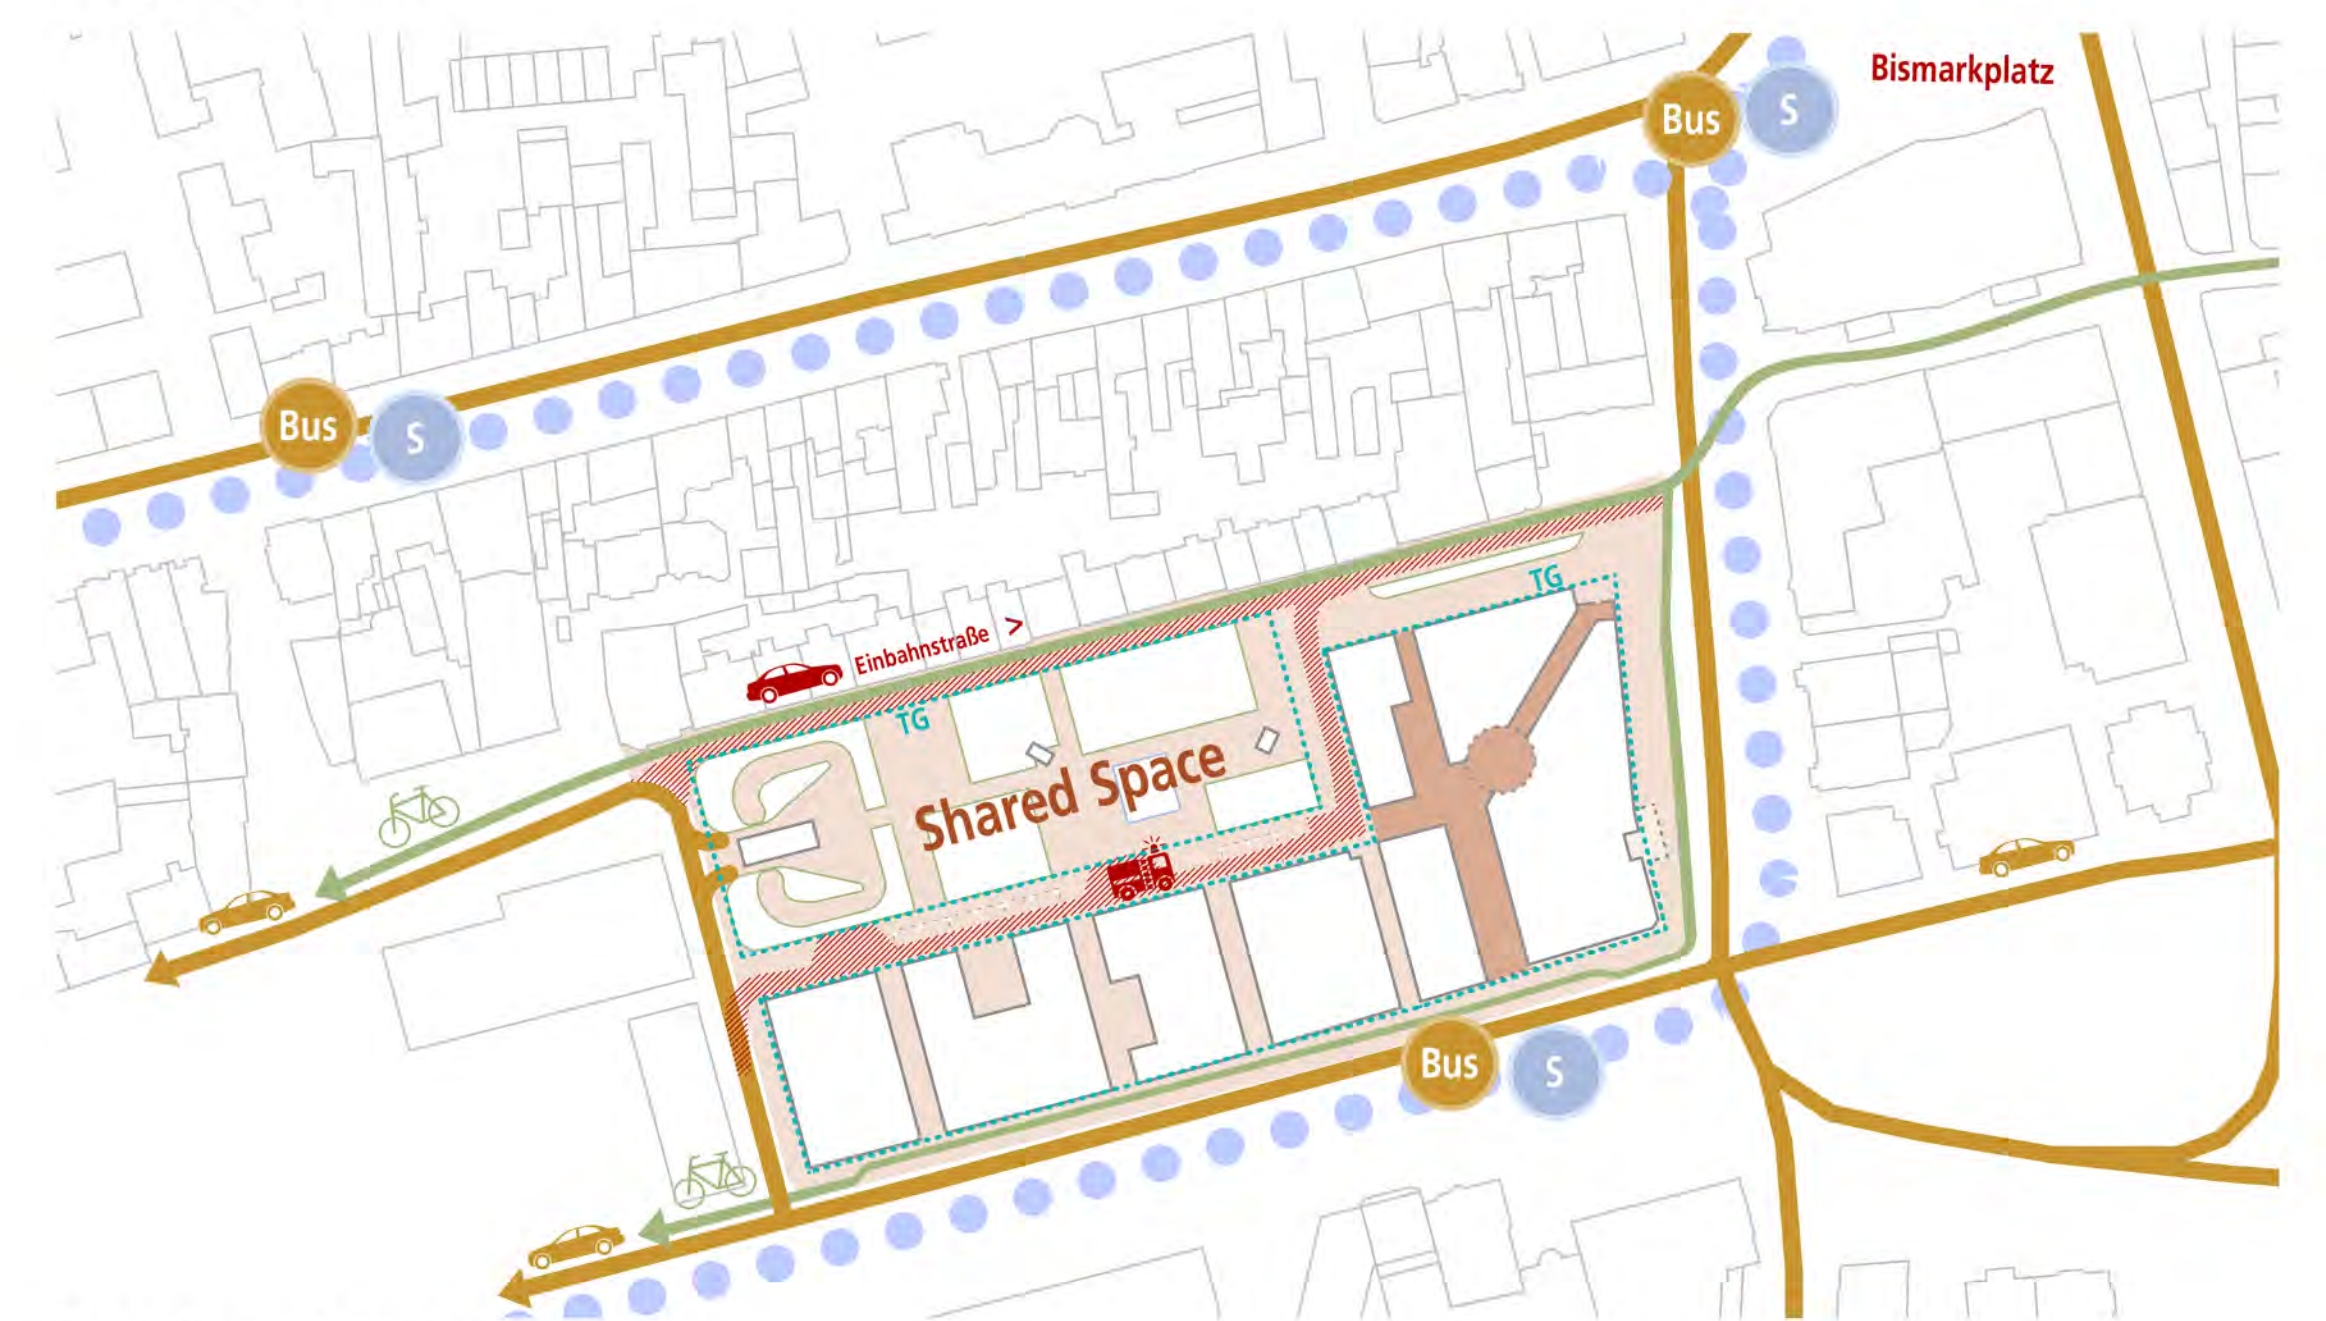 Bismarkplatz
Bus
S
Bus
S
TG
Einbahnstraße >
TG
Shared Space
Bus
S